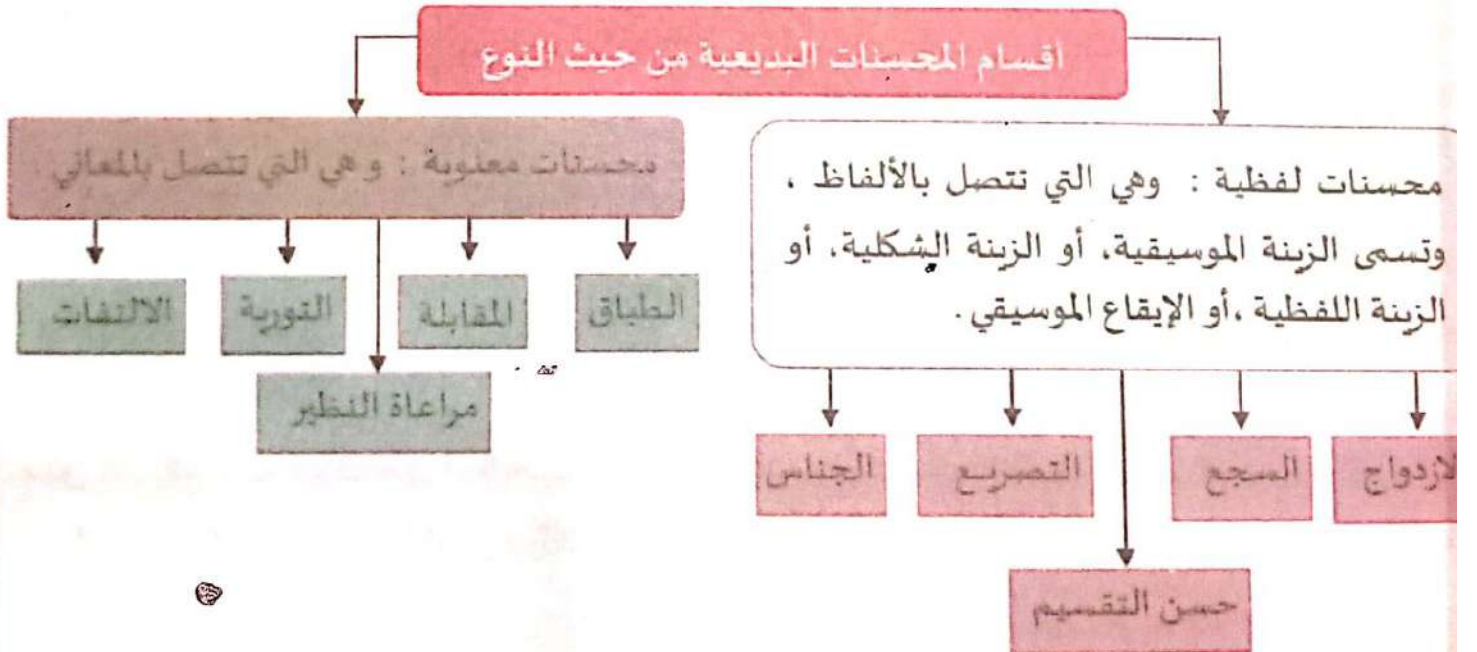 أقسام المحسنات البديعية من حيث النوع
محسنات لفظية : وهي التي تتصل بالألفاظ ،
وتسمى الزينة الموسيقية، أو الزينة الشكلية، أو
الزينة اللفظية ،أو الإيقاع الموسيقي.
الازدواج
السجع
التصريع
الجناس
حسن التقسيم
محسنات معنوية : وهي التي تتصل بالمعاني
الطباق
المقابلة
التورية
الالتفات
مراعاة النظير